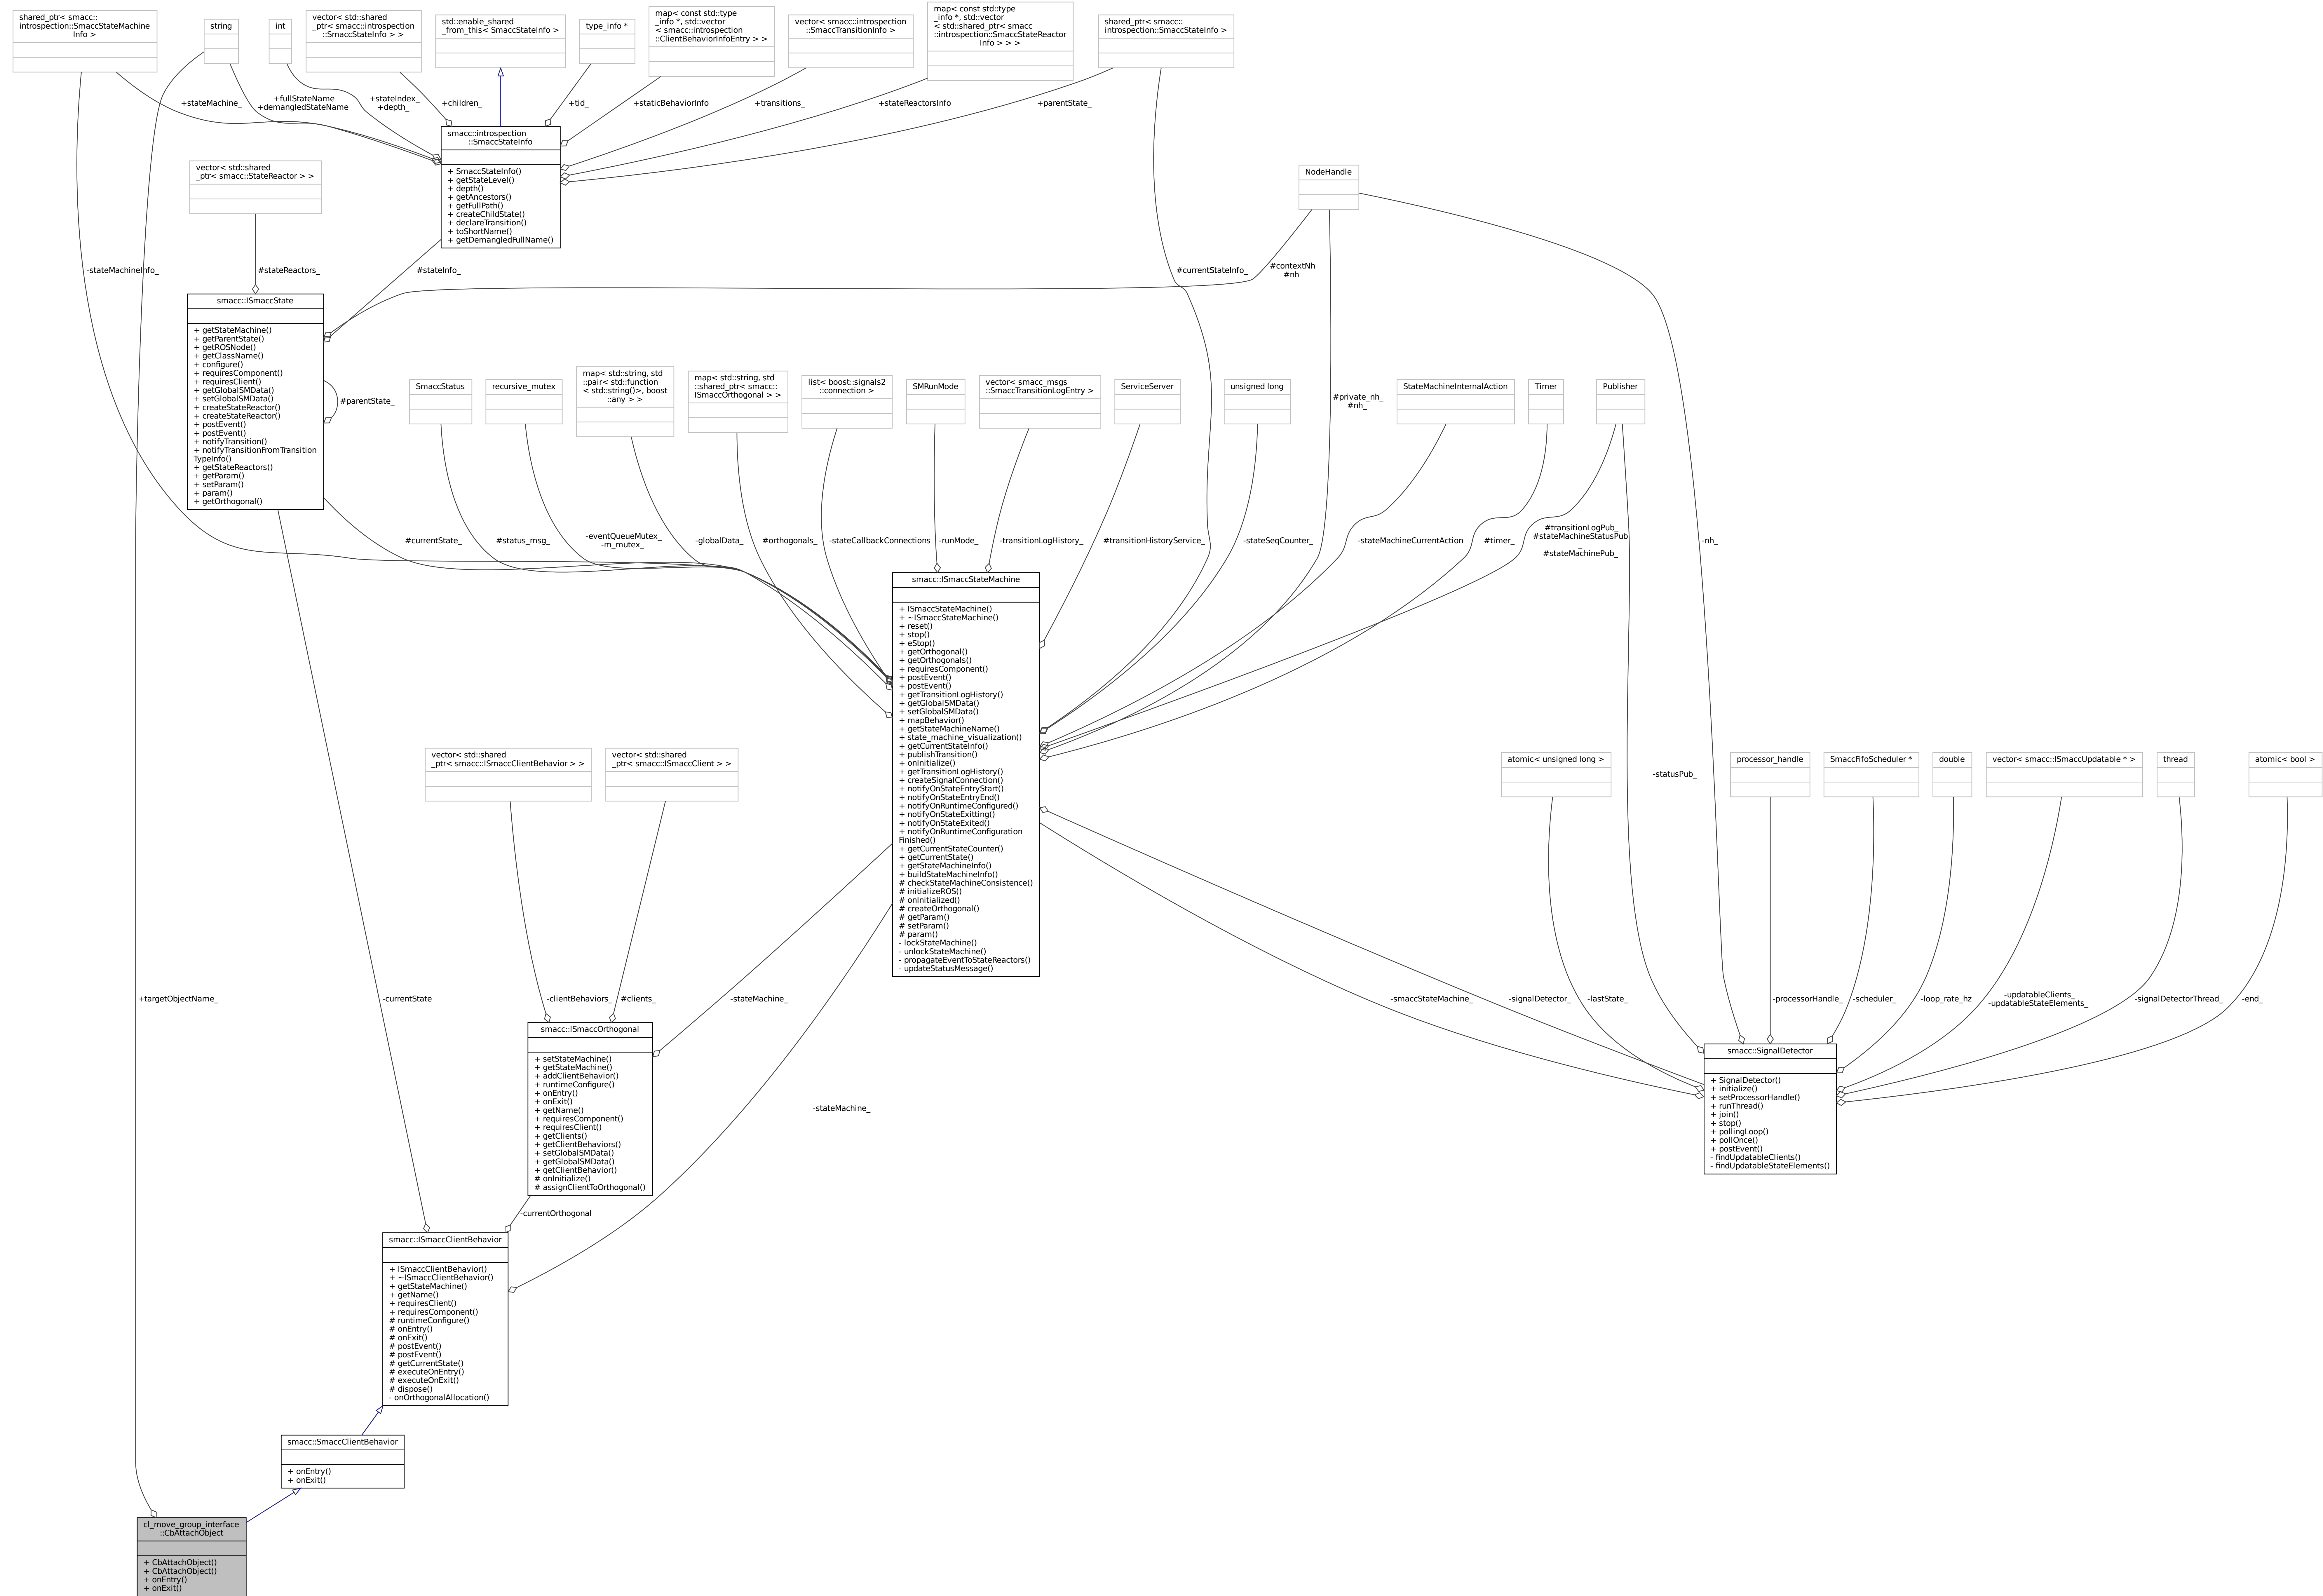 shared_ptr< smacc::
introspection::SmaccStateMachine
Info >
string
int
vector< std::shared
_ptr< smacc::introspection
::SmaccStateInfo > >
std::enable_shared
_from_this< SmaccStateInfo >
type_info *
map< const std::type
_info *, std::vector
< smacc::introspection
::ClientBehaviorInfoEntry > >
vector< smacc::introspection
::SmaccTransitionInfo >
map< const std::type
_info *, std::vector
< std::shared_ptr< smacc
::introspection::SmaccStateReactor
Info > > >
shared_ptr< smacc::
introspection::SmaccStateInfo >
+stateMachine_
+fullStateName
+demangledStateName
+stateIndex_
+depth_
+children_
+tid_
+staticBehaviorInfo
+transitions_
+stateReactorsInfo
+parentState_
smacc::introspection
::SmaccStateInfo
+ SmaccStateInfo()
+ getStateLevel()
+ depth()
+ getAncestors()
+ getFullPath()
+ createChildState()
+ declareTransition()
+ toShortName()
+ getDemangledFullName()
vector< std::shared
_ptr< smacc::StateReactor > >
NodeHandle
-stateMachineInfo_
#stateReactors_
#stateInfo_
#currentStateInfo_
#contextNh
#nh
smacc::ISmaccState
+ getStateMachine()
+ getParentState()
+ getROSNode()
+ getClassName()
+ configure()
+ requiresComponent()
+ requiresClient()
+ getGlobalSMData()
+ setGlobalSMData()
+ createStateReactor()
+ createStateReactor()
+ postEvent()
+ postEvent()
+ notifyTransition()
+ notifyTransitionFromTransition
TypeInfo()
+ getStateReactors()
+ getParam()
+ setParam()
+ param()
+ getOrthogonal()
#parentState_
SmaccStatus
recursive_mutex
map< std::string, std
::pair< std::function
< std::string()>, boost
::any > >
map< std::string, std
::shared_ptr< smacc::
ISmaccOrthogonal > >
list< boost::signals2
::connection >
SMRunMode
vector< smacc_msgs
::SmaccTransitionLogEntry >
ServiceServer
unsigned long
#private_nh_
#nh_
StateMachineInternalAction
Timer
Publisher
#currentState_
#status_msg_
-eventQueueMutex_
-m_mutex_
-globalData_
#orthogonals_
-stateCallbackConnections
-runMode_
-transitionLogHistory_
#transitionHistoryService_
-stateSeqCounter_
-stateMachineCurrentAction
#timer_
#transitionLogPub_
#stateMachineStatusPub
_
#stateMachinePub_
-nh_
smacc::ISmaccStateMachine
+ ISmaccStateMachine()
+ ~ISmaccStateMachine()
+ reset()
+ stop()
+ eStop()
+ getOrthogonal()
+ getOrthogonals()
+ requiresComponent()
+ postEvent()
+ postEvent()
+ getTransitionLogHistory()
+ getGlobalSMData()
+ setGlobalSMData()
+ mapBehavior()
+ getStateMachineName()
+ state_machine_visualization()
+ getCurrentStateInfo()
+ publishTransition()
+ onInitialize()
+ getTransitionLogHistory()
+ createSignalConnection()
+ notifyOnStateEntryStart()
+ notifyOnStateEntryEnd()
+ notifyOnRuntimeConfigured()
+ notifyOnStateExitting()
+ notifyOnStateExited()
+ notifyOnRuntimeConfiguration
Finished()
+ getCurrentStateCounter()
+ getCurrentState()
+ getStateMachineInfo()
+ buildStateMachineInfo()
# checkStateMachineConsistence()
# initializeROS()
# onInitialized()
# createOrthogonal()
# getParam()
# setParam()
# param()
- lockStateMachine()
- unlockStateMachine()
- propagateEventToStateReactors()
- updateStatusMessage()
vector< std::shared
_ptr< smacc::ISmaccClientBehavior > >
vector< std::shared
_ptr< smacc::ISmaccClient > >
-statusPub_
atomic< unsigned long >
processor_handle
SmaccFifoScheduler *
double
vector< smacc::ISmaccUpdatable * >
thread
atomic< bool >
+targetObjectName_
-currentState
-clientBehaviors_
#clients_
-stateMachine_
-smaccStateMachine_
-signalDetector_
-lastState_
-processorHandle_
-scheduler_
-loop_rate_hz
-updatableClients_
-updatableStateElements_
-signalDetectorThread_
-end_
smacc::ISmaccOrthogonal
+ setStateMachine()
+ getStateMachine()
+ addClientBehavior()
+ runtimeConfigure()
+ onEntry()
+ onExit()
+ getName()
+ requiresComponent()
+ requiresClient()
+ getClients()
+ getClientBehaviors()
+ setGlobalSMData()
+ getGlobalSMData()
+ getClientBehavior()
# onInitialize()
# assignClientToOrthogonal()
smacc::SignalDetector
+ SignalDetector()
+ initialize()
+ setProcessorHandle()
+ runThread()
+ join()
+ stop()
+ pollingLoop()
+ pollOnce()
+ postEvent()
- findUpdatableClients()
- findUpdatableStateElements()
-stateMachine_
-currentOrthogonal
smacc::ISmaccClientBehavior
+ ISmaccClientBehavior()
+ ~ISmaccClientBehavior()
+ getStateMachine()
+ getName()
+ requiresClient()
+ requiresComponent()
# runtimeConfigure()
# onEntry()
# onExit()
# postEvent()
# postEvent()
# getCurrentState()
# executeOnEntry()
# executeOnExit()
# dispose()
- onOrthogonalAllocation()
smacc::SmaccClientBehavior
+ onEntry()
+ onExit()
cl_move_group_interface
::CbAttachObject
+ CbAttachObject()
+ CbAttachObject()
+ onEntry()
+ onExit()